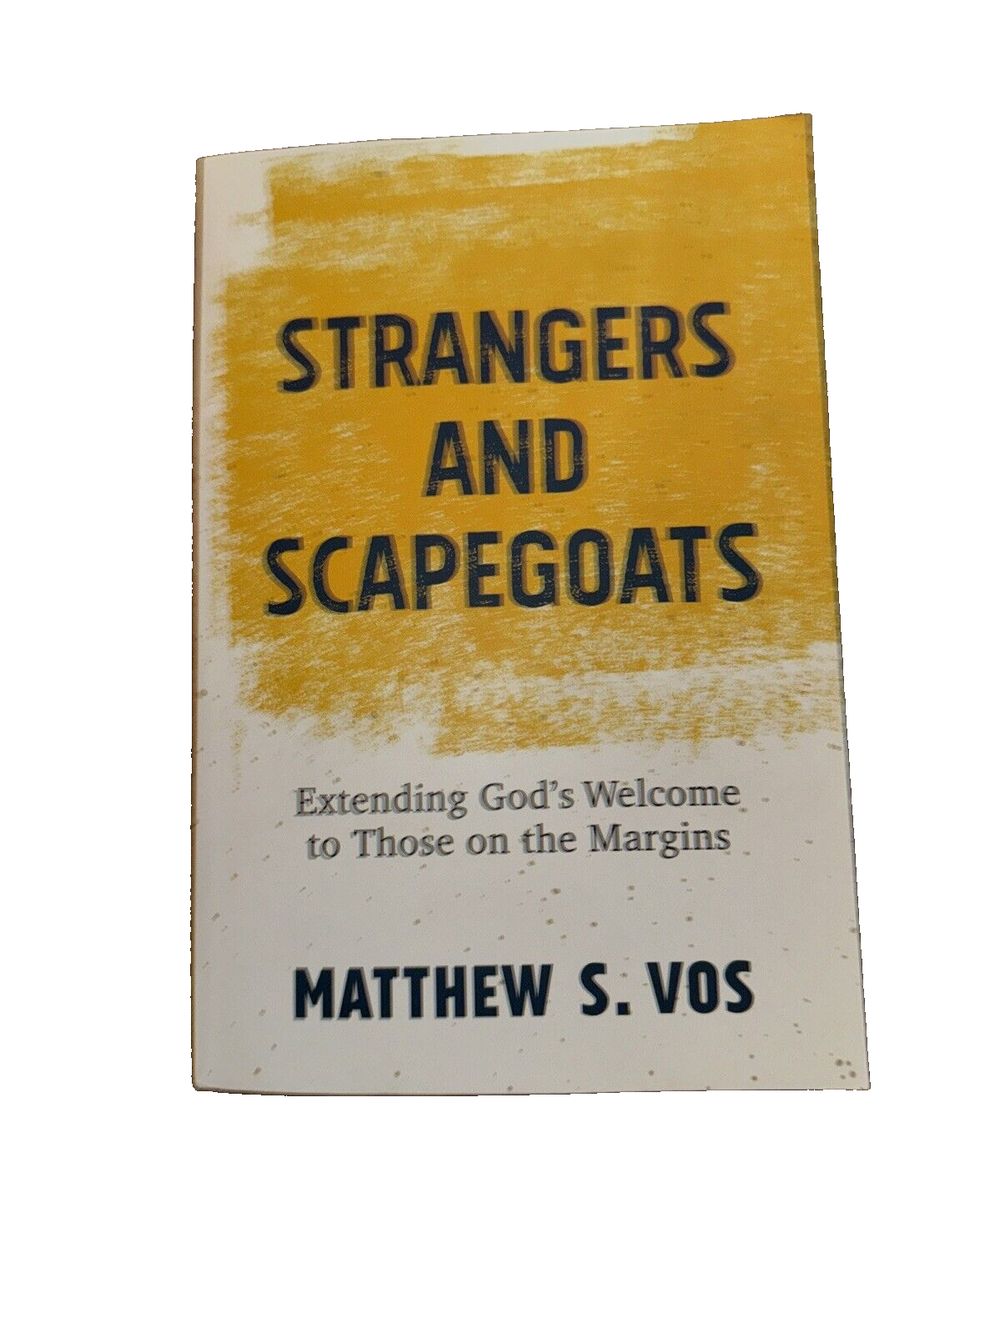 STRANGERS
AND
SCAPEGOATS
Extending God's Welcome
to Those on the Margins
MATTHEW S. VOS